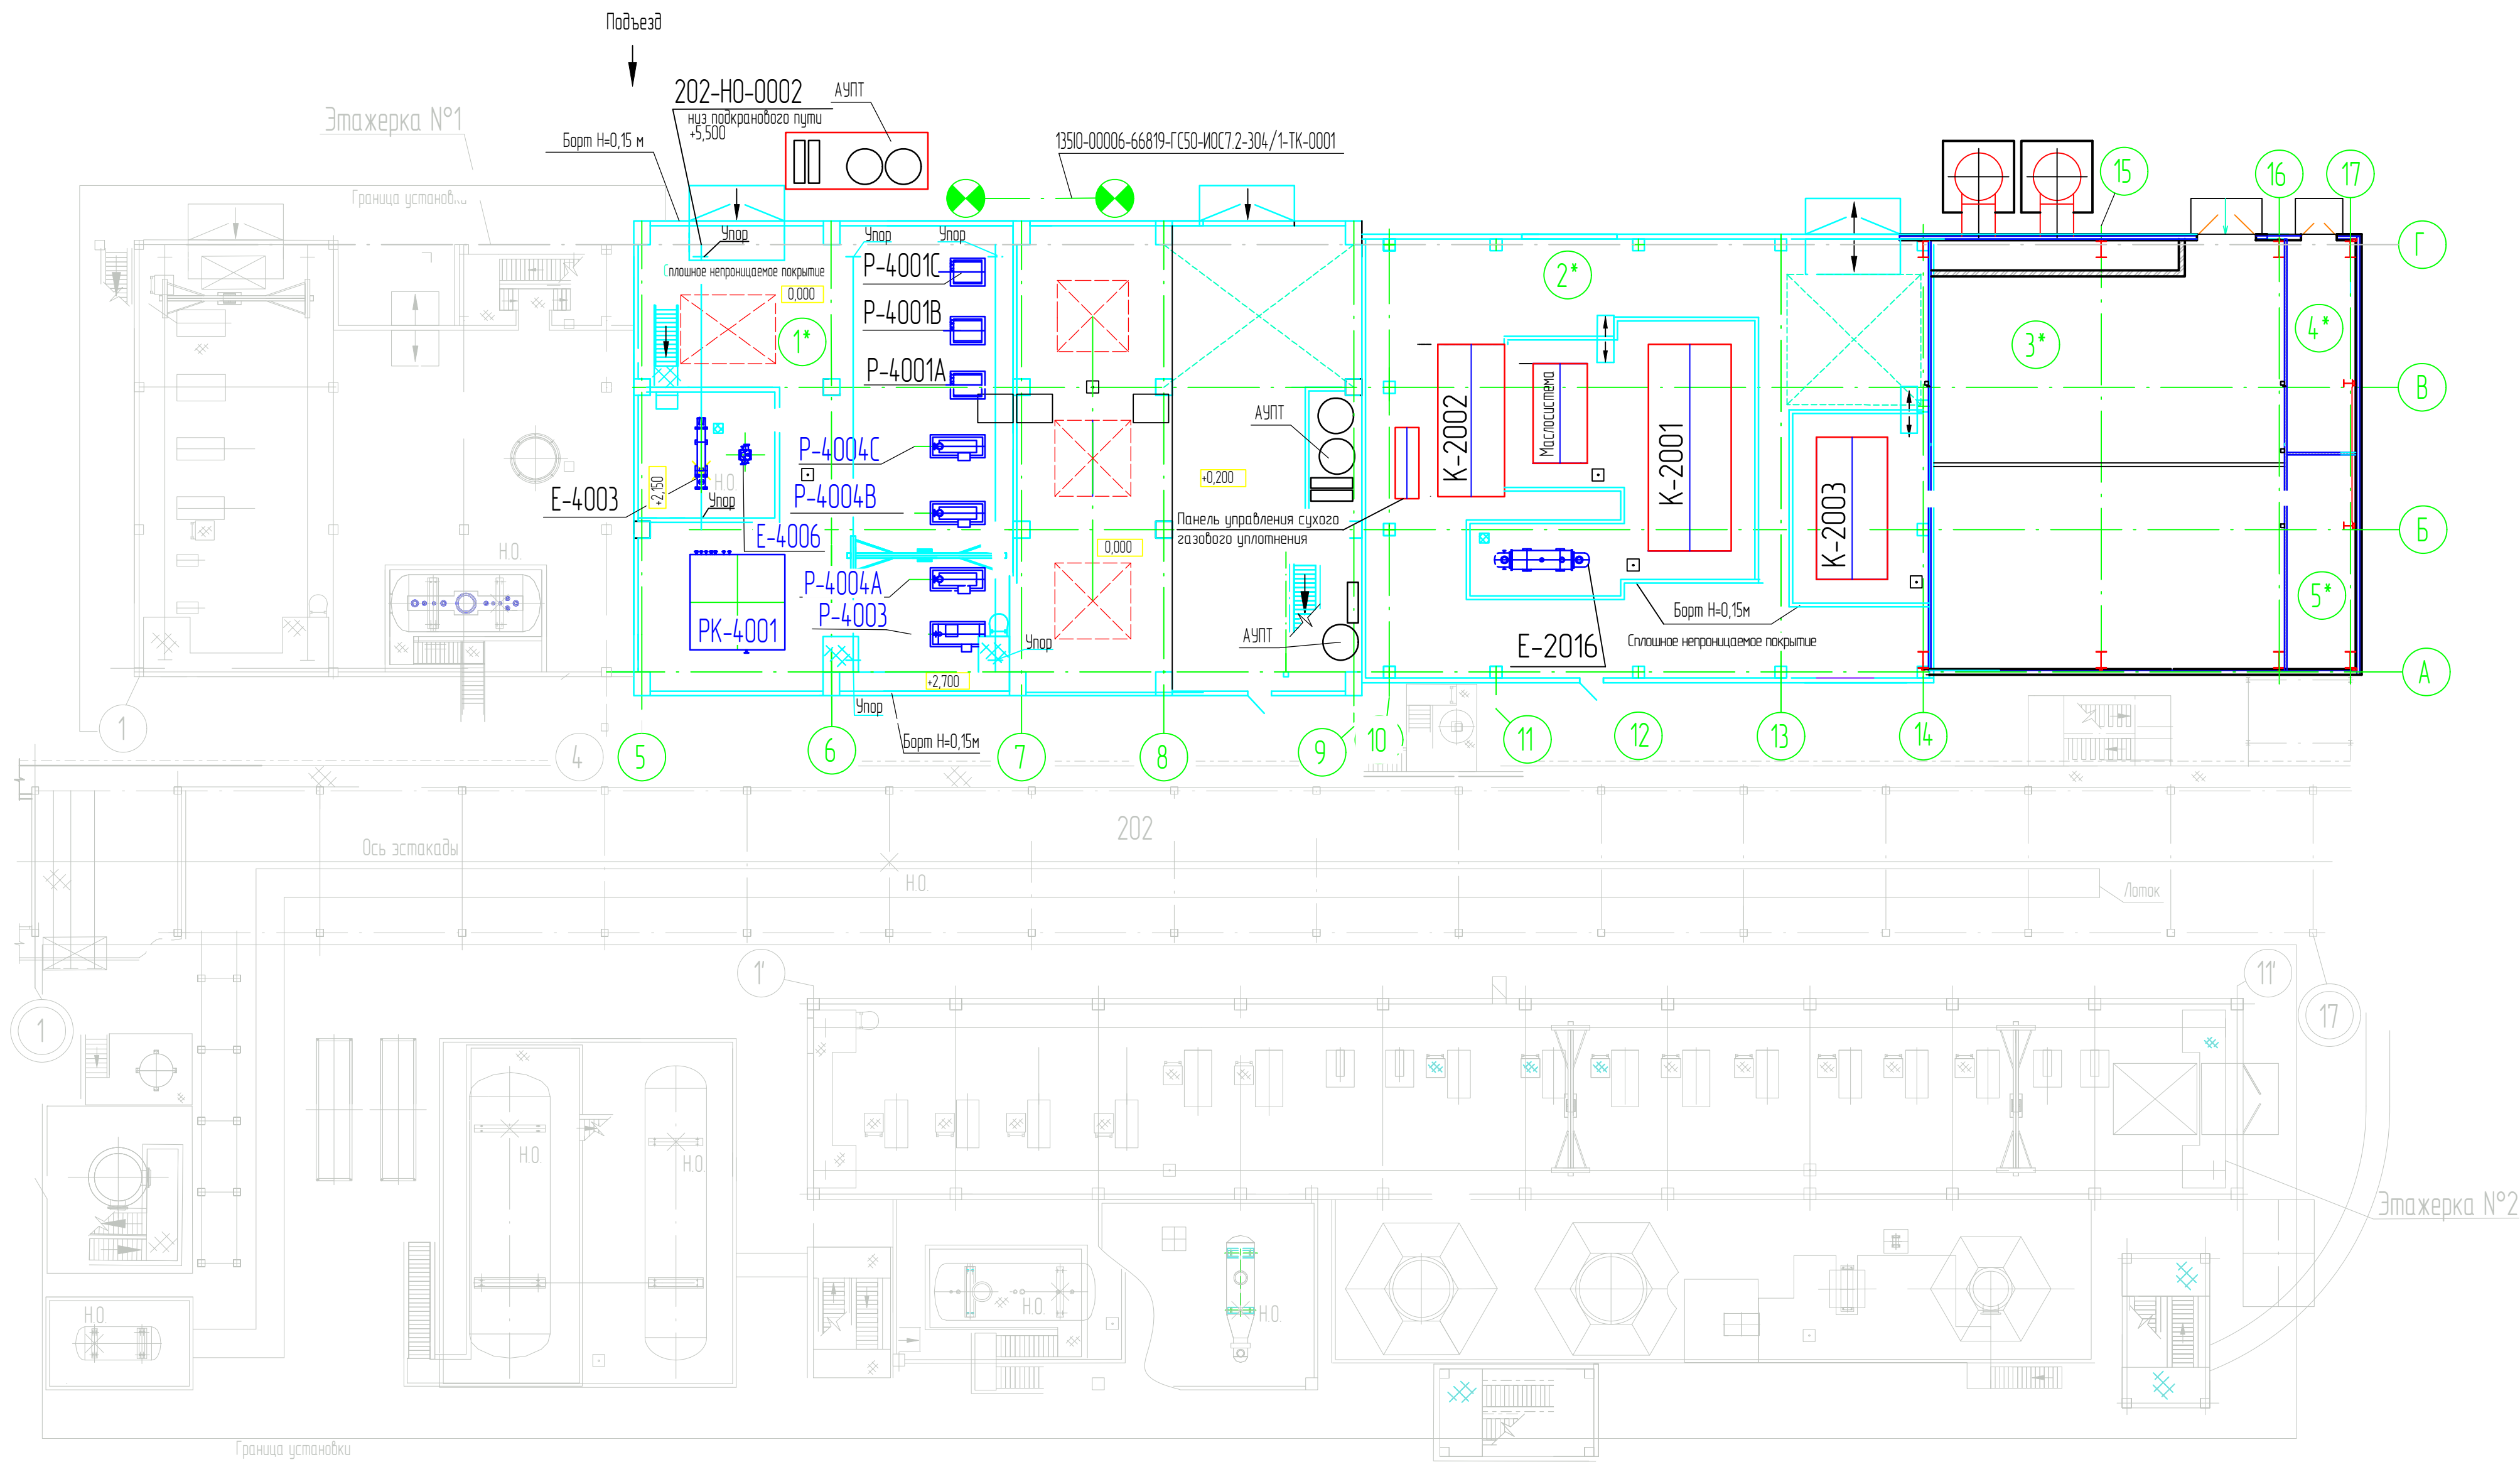 Подъезд
202-НО-0002
низ подкранового пути
+5,500
АУПТ
Этажерка №1
Борт Н=0,15 м
13510-00006-66819-ГС50-ИОС7.2-304/1-ТК-0001
Граница установки
15
16
17
Г
Упор
Упор
Упор
Сплошное непроницаемое покрытие
0,000
1*
2*
3*
4*
5*
Р-4001С
Р-4001В
Р-4001А
В
Р-4004С
Р-4004В
Е-4003
+2,150
Н.О.
Упор
Е-4006
Р-4004А
Р-4003
РК-4001
Упор
+2,700
Упор
Борт Н=0,15м
0,000
+0,200
АУПТ
Панель управления сухого
газового уплотнения
АУПТ
К-2002
Маслосистема
К-2001
К-2003
Е-2016
Борт Н=0,15м
Сплошное непроницаемое покрытие
Б
А
Н.О.
1
4
5
6
7
8
9
10
11
12
13
14
202
Ось эстакады
Н.О.
Лоток
1'
11'
1
17
Н.О.
Н.О.
Этажерка №2
Н.О.
Н.О.
Н.О.
Граница установки